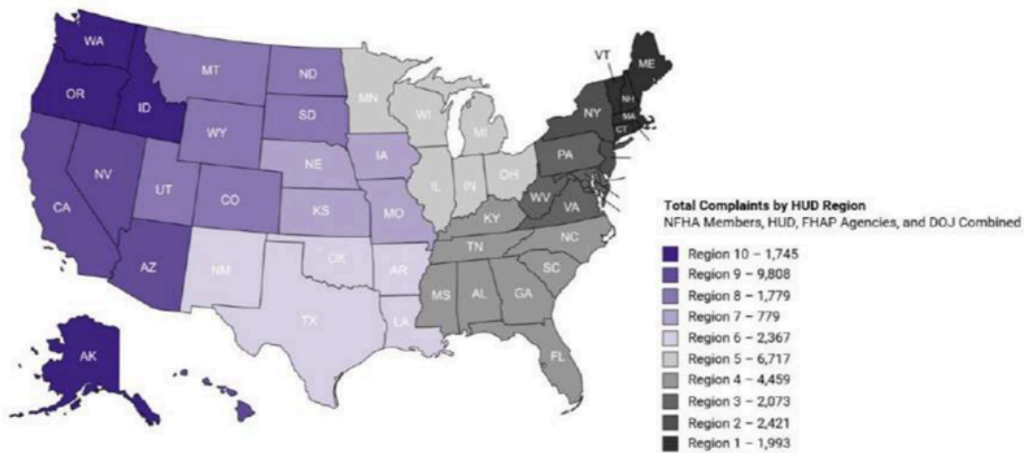 WA
OR
ID
MT
ND
SD
WY
NV
UT
CO
CA
AZ
NM
NE
KS
OK
TX
MN
IA
MO
AR
LA
WI
IL
MI
IN
OH
KY
TN
MS
AL
GA
FL
SC
NC
VA
WV
PA
NY
VT
NH
ME
MA
CT
AK
Total Complaints by HUD Region
NFHA Members, HUD, FHAP Agencies, and DOJ Combined
Region 10 – 1,745
Region 9 – 9,808
Region 8 – 1,779
Region 7 – 779
Region 6 – 2,367
Region 5 – 6,717
Region 4 – 4,459
Region 3 – 2,073
Region 2 – 2,421
Region 1 – 1,993